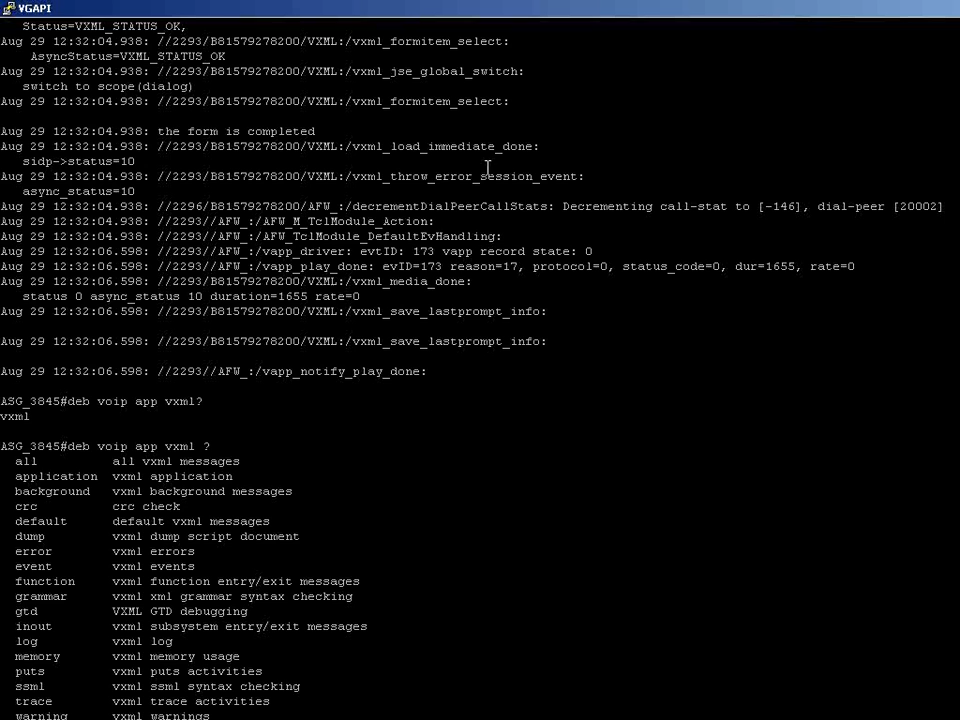 VGAPI
Status=VXML_STATUS_OK,
Aug 29 12:32:04.938: //2293/B81579278200/VXML:/vxml_formitem_select:
AsyncStatus=VXML_STATUS_OK
Aug 29 12:32:04.938: //2293/B81579278200/VXML:/vxml_jse_global_switch:
switch to scope(dialog)
Aug 29 12:32:04.938: //2293/B81579278200/VXML:/vxml_formitem_select:
Aug 29 12:32:04.938: the form is completed
Aug 29 12:32:04.938: //2293/B81579278200/VXML:/vxml_load_immediate_done:
sidp->status=10
Aug 29 12:32:04.938: //2293/B81579278200/VXML:/vxml_throw_error_session_event:
async_status=10
Aug 29 12:32:04.938: //2296/B81579278200/AFW_:/decrementDialPeerCallStats: Decrementing call-stat to [-146], dial-peer [20002]
Aug 29 12:32:04.938: //2293//AFW_:/AFW_M_TclModule_Action:
Aug 29 12:32:04.938: //2293//AFW_:/AFW_TclModule_DefaultEvHandling:
Aug 29 12:32:06.598: //2293//AFW_:/vapp_driver: evtID: 173 vapp record state: 0
Aug 29 12:32:06.598: //2293//AFW_:/vapp_play_done: evID=173 reason=17, protocol=0, status_code=0, dur=1655, rate=0
Aug 29 12:32:06.598: //2293/B81579278200/VXML:/vxml_media_done:
status 0 async_status 10 duration=1655 rate=0
Aug 29 12:32:06.598: //2293/B81579278200/VXML:/vxml_save_lastprompt_info:
Aug 29 12:32:06.598: //2293/B81579278200/VXML:/vxml_save_lastprompt_info:
Aug 29 12:32:06.598: //2293//AFW_:/vapp_notify_play_done:
ASG_3845#deb voip app vxml?
vxml
ASG_3845#deb voip app vxml ?
all all vxml messages
application vxml application
background vxml background messages
crc crc check
default default vxml messages
dump vxml dump script document
error vxml errors
event vxml events
function vxml function entry/exit messages
grammar vxml xml grammar syntax checking
gtd VXML GTD debugging
inout vxml subsystem entry/exit messages
log vxml log
memory vxml memory usage
puts vxml puts activities
ssml vxml ssml syntax checking
trace vxml trace activities
warning vxml warnings